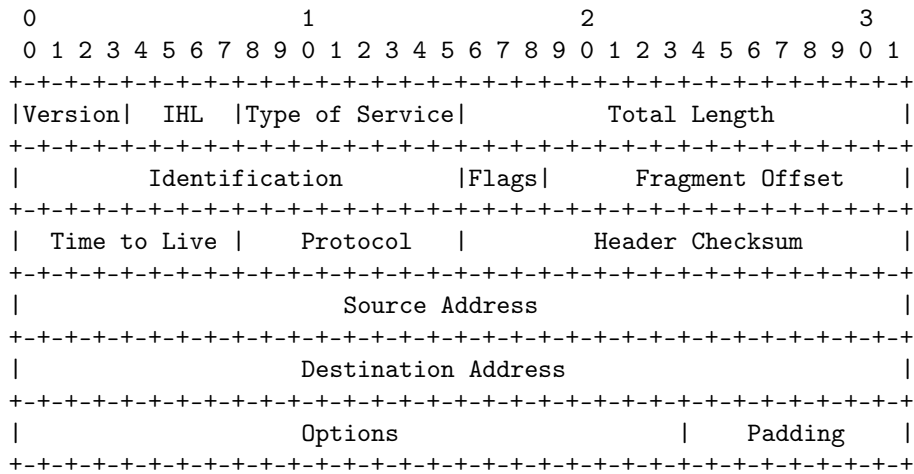 0                   1                   2                   3
0 1 2 3 4 5 6 7 8 9 0 1 2 3 4 5 6 7 8 9 0 1 2 3 4 5 6 7 8 9 0 1
+-+-+-+-+-+-+-+-+-+-+-+-+-+-+-+-+-+-+-+-+-+-+-+-+-+-+-+-+-+-+-+-+
|Version|  IHL  |Type of Service|          Total Length         |
+-+-+-+-+-+-+-+-+-+-+-+-+-+-+-+-+-+-+-+-+-+-+-+-+-+-+-+-+-+-+-+-+
|         Identification        |Flags|      Fragment Offset    |
+-+-+-+-+-+-+-+-+-+-+-+-+-+-+-+-+-+-+-+-+-+-+-+-+-+-+-+-+-+-+-+-+
|  Time to Live |    Protocol   |         Header Checksum       |
+-+-+-+-+-+-+-+-+-+-+-+-+-+-+-+-+-+-+-+-+-+-+-+-+-+-+-+-+-+-+-+-+
|                       Source Address                          |
+-+-+-+-+-+-+-+-+-+-+-+-+-+-+-+-+-+-+-+-+-+-+-+-+-+-+-+-+-+-+-+-+
|                    Destination Address                        |
+-+-+-+-+-+-+-+-+-+-+-+-+-+-+-+-+-+-+-+-+-+-+-+-+-+-+-+-+-+-+-+-+
|                    Options                    |    Padding    |
+-+-+-+-+-+-+-+-+-+-+-+-+-+-+-+-+-+-+-+-+-+-+-+-+-+-+-+-+-+-+-+-+